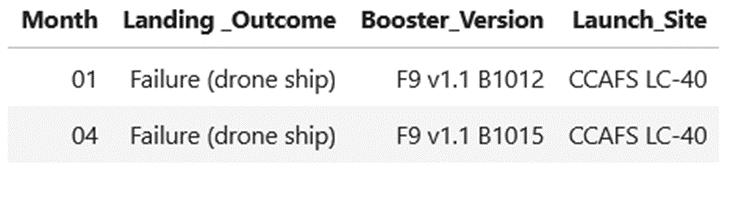 Month Landing _Outcome Booster_Version Launch_Site
01 Failure (drone ship) F9 v1.1 B1012 CCAFS LC-40
04 Failure (drone ship) F9 v1.1 B1015 CCAFS LC-40